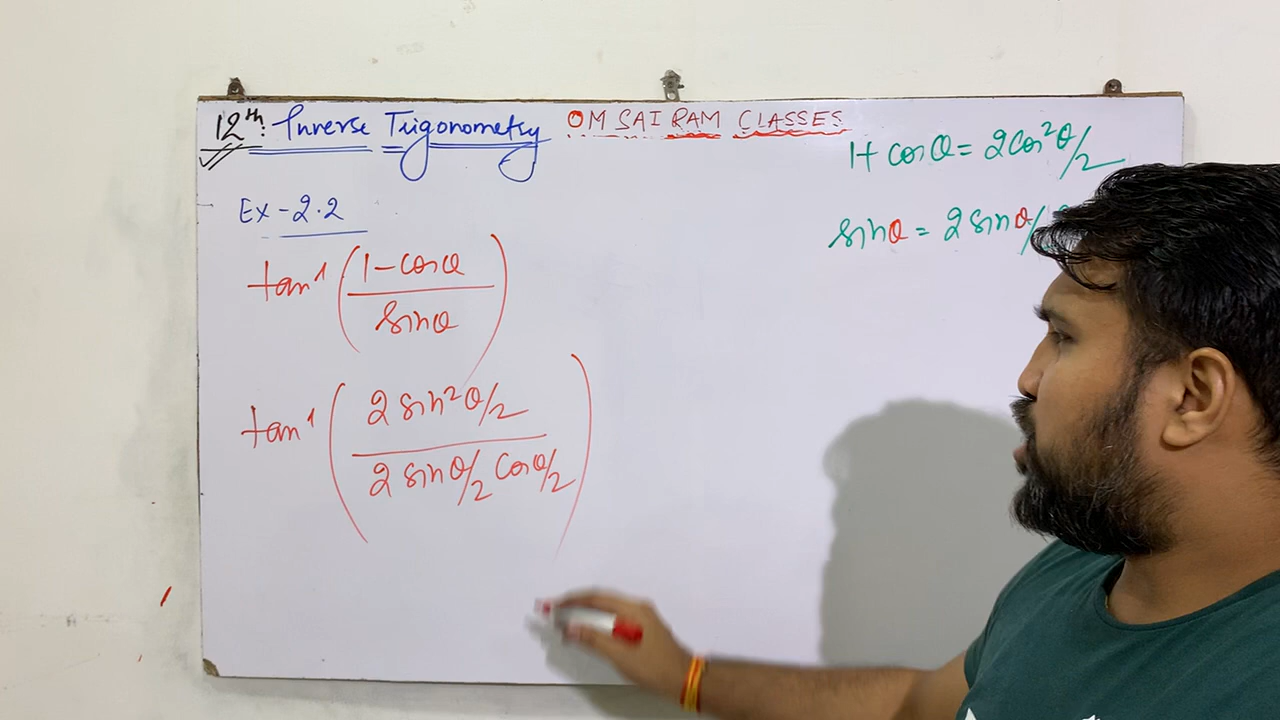 12th: Inverse Trigonometry
OM SAI RAM CLASSES
1+ cosθ = 2cos²θ/2
sinθ = 2 sinθ/
Ex - 2.2
tan⁻¹ (1-cosθ / sinθ)
tan⁻¹ (2 sin²θ/2 / 2 sinθ/2 cosθ/2)